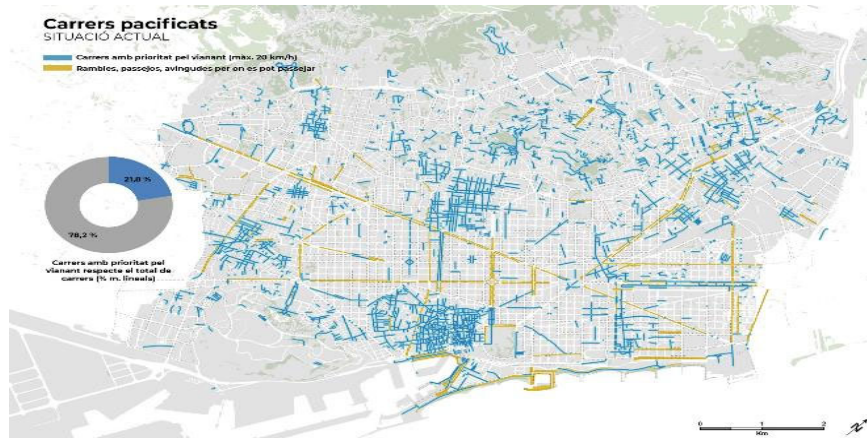 Carrers pacificats
SITUACIÓ ACTUAL
Carrers amb prioritat pel vianant (màx. 20 km/h)
Rambles, passejos, avingudes per on es pot passejar
21,8 %
78,2 %
Carrers amb prioritat pel
vianant respecte el total de
carrers (% m. lineals)
0 1 2
Km
N